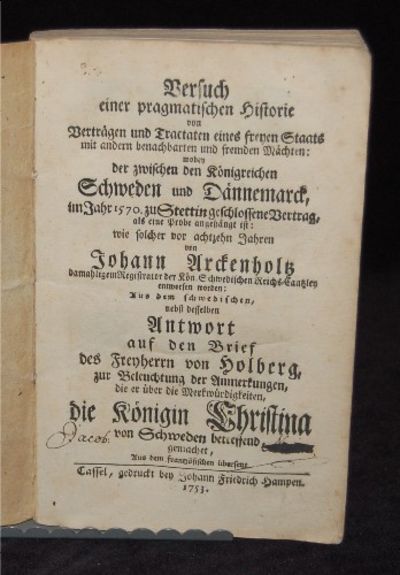 Versuch
einer pragmatischen Historie
von
Verträgen und Tractaten eines freyen Staats
mit andern benachbarten und fremden Mächten:
wobey
der zwischen den Königreichen
Schweden und Dännemarck,
im Jahr 1570. zu Stettin geschlossene Vertrag,
als eine Probe angehängt ist:
wie solcher vor achtzehn Jahren
von
Johann Arckenholtz
damahligem Registrator der Kön. Schwedischen Reichs-Cantzley
entworfen worden:
Aus dem schwedischen,
nebst desselben
Antwort
auf den Brief
des Freyherrn von Holberg,
zur Beleuchtung der Anmerkungen,
die er über die Merkwürdigkeiten,
die Königin Christina
Jacob. von Schweden betreffend
gemachet,
Aus dem französischen übersetzt
Cassel, gedruckt bey Johann Friedrich Hampen.
1753.